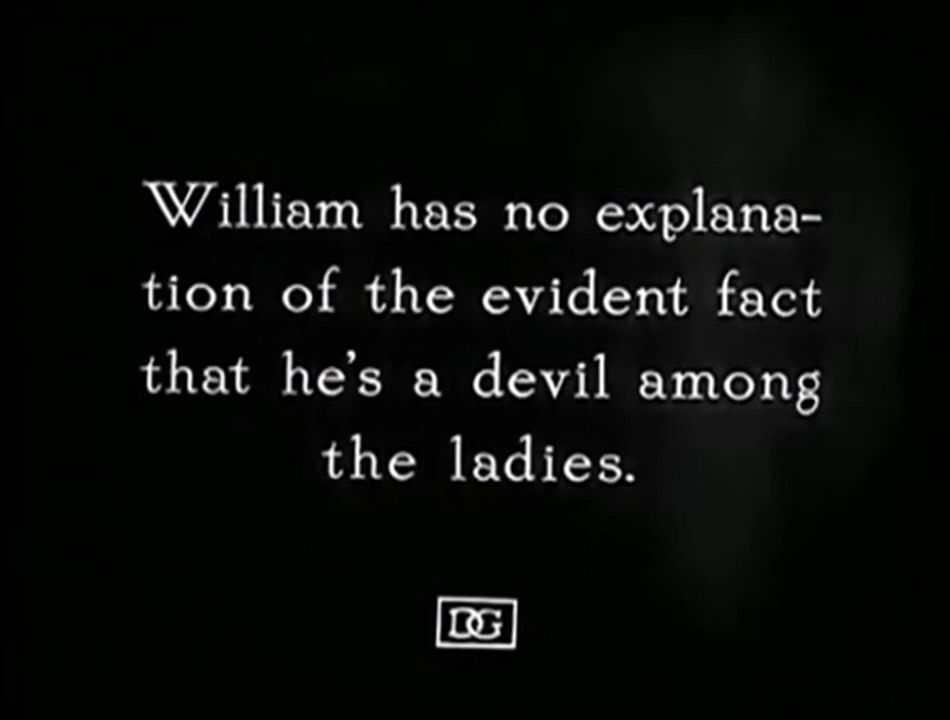 William has no explana-
tion of the evident fact
that he's a devil among
the ladies.
DG